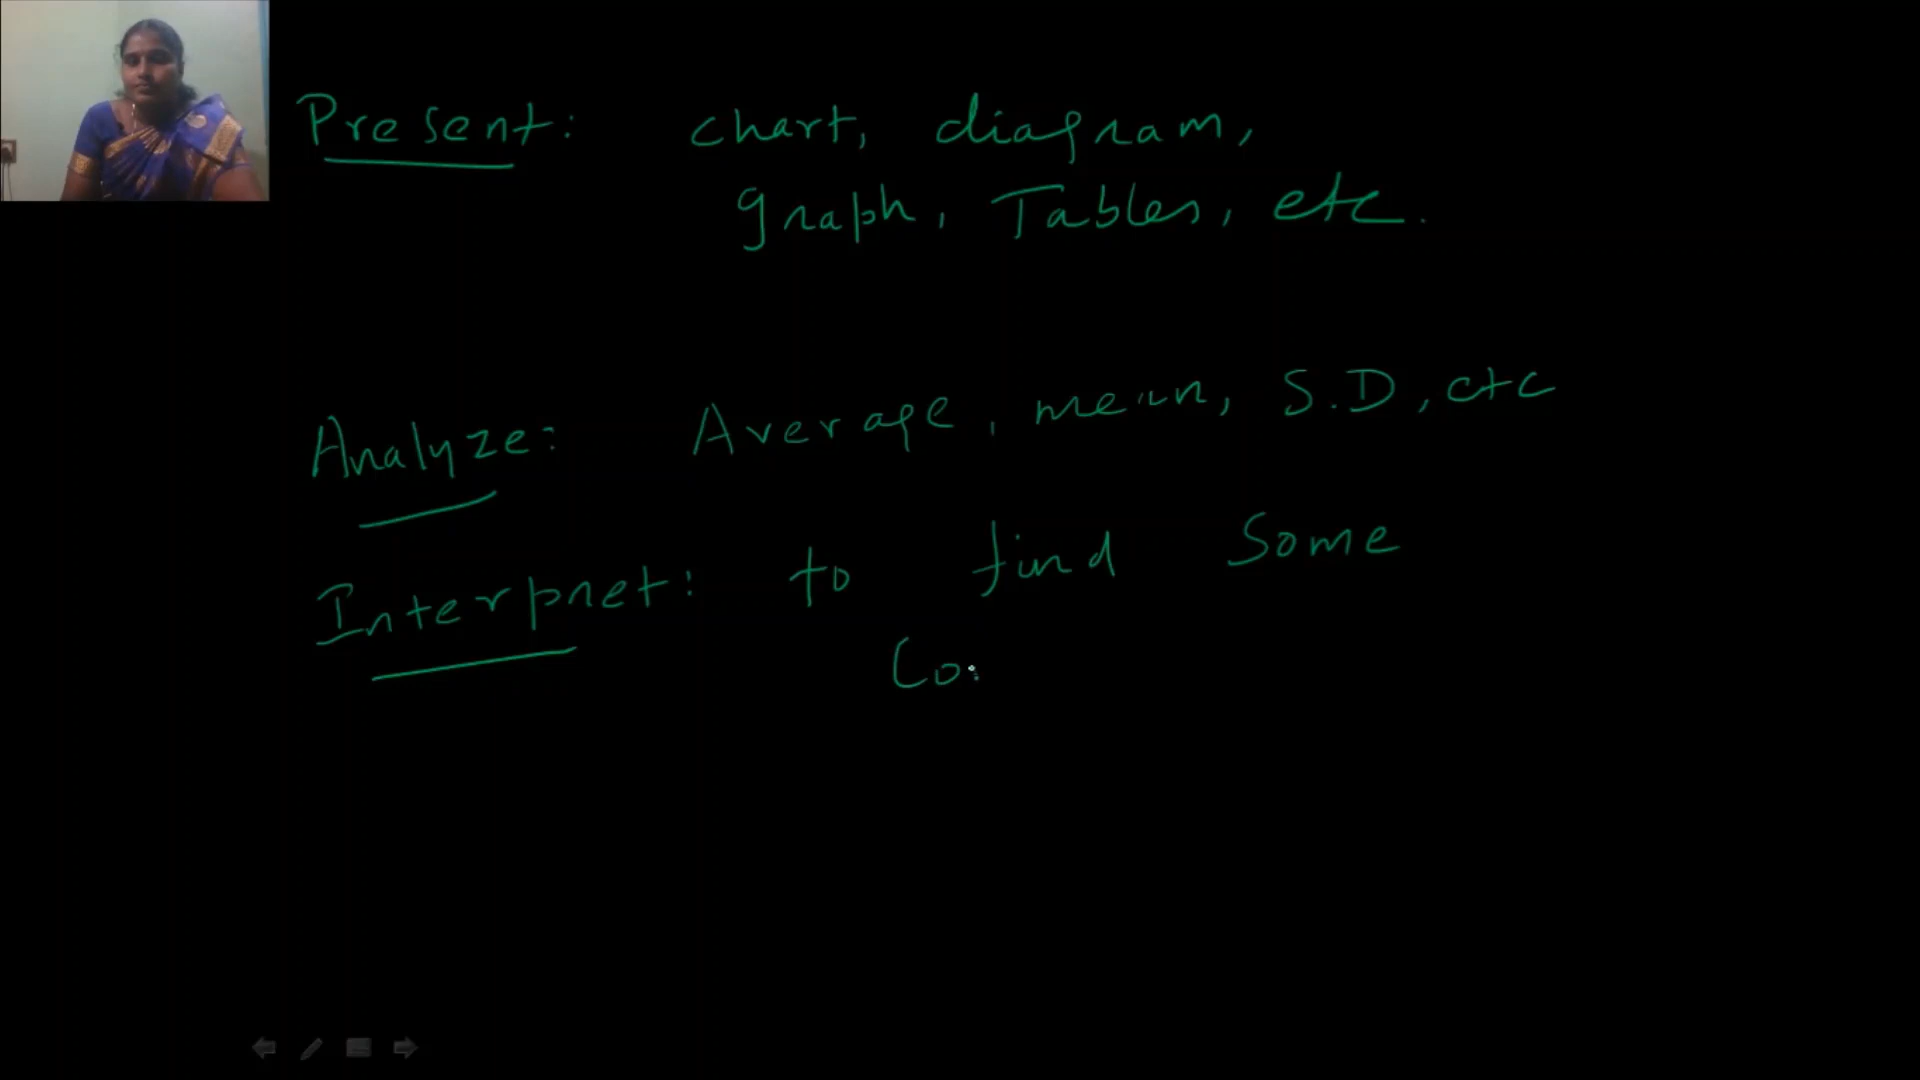 Present: chart, diagram,
graph, Tables, etc.
Analyze: Average, mean, S.D, etc
Interpret: to find some
Co